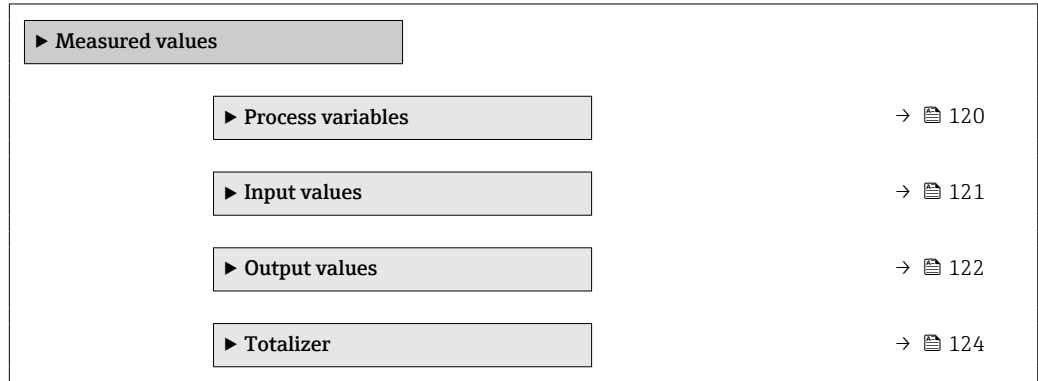 ▶ Measured values
▶ Process variables → 120
▶ Input values → 121
▶ Output values → 122
▶ Totalizer → 124